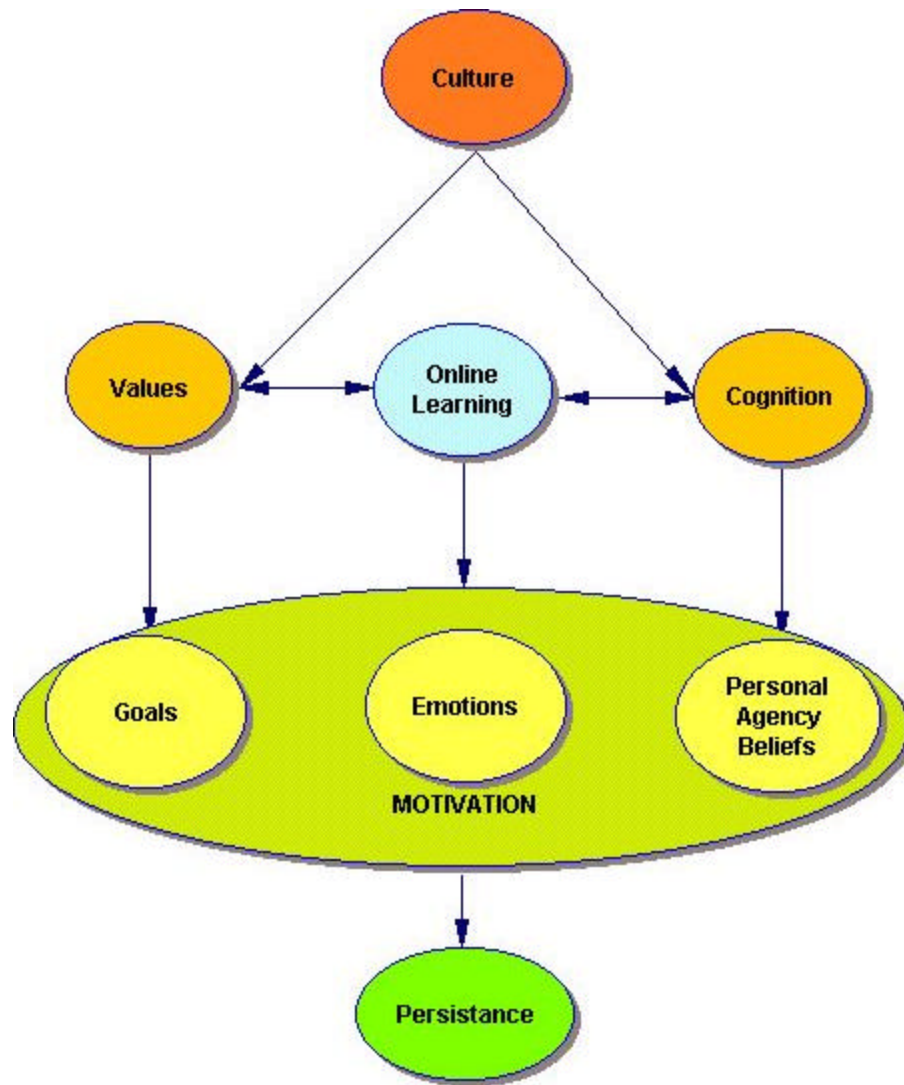 Culture
Values
Online
Learning
Cognition
Goals
Emotions
Personal
Agency
Beliefs
MOTIVATION
Persistance